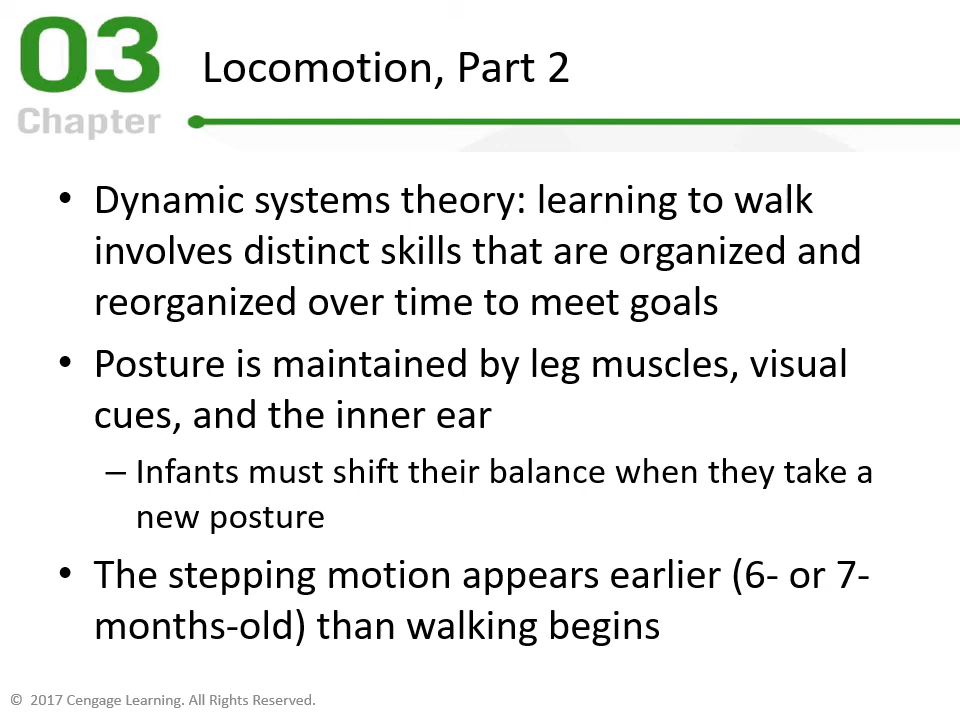 03
Chapter
Locomotion, Part 2
• Dynamic systems theory: learning to walk
involves distinct skills that are organized and
reorganized over time to meet goals
• Posture is maintained by leg muscles, visual
cues, and the inner ear
– Infants must shift their balance when they take a
new posture
• The stepping motion appears earlier (6- or 7-
months-old) than walking begins
© 2017 Cengage Learning. All Rights Reserved.